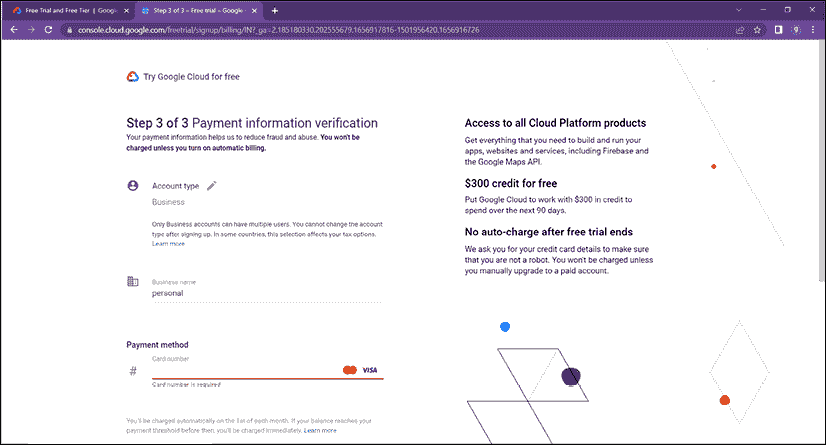 Free Trial and Free Tier | Google
Step 3 of 3 – Free trial – Google
console.cloud.google.com/freetrial/signup/billing/IN?_ga=2.185180330.202555679.1656917816-1501956420.1656916726
Try Google Cloud for free
Step 3 of 3 Payment information verification
Your payment information helps us to reduce fraud and abuse. You won't be
charged unless you turn on automatic billing.
Account type
Business
Only Business accounts can have multiple users. You cannot change the account
type after signing up. In some countries, this selection affects your tax options.
Learn more
Business name
personal
Payment method
Card number
# VISA
Card number is required
You'll be charged automatically on the 1st of each month. If your balance reaches your
payment threshold before then, you'll be charged immediately. Learn more
Access to all Cloud Platform products
Get everything that you need to build and run your
apps, websites and services, including Firebase and
the Google Maps API.
$300 credit for free
Put Google Cloud to work with $300 in credit to
spend over the next 90 days.
No auto-charge after free trial ends
We ask you for your credit card details to make sure
that you are not a robot. You won't be charged unless
you manually upgrade to a paid account.